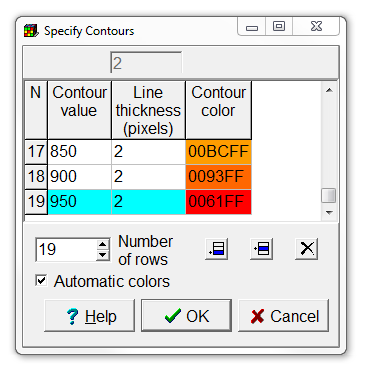 Specify Contours
2
N Contour value Line thickness (pixels) Contour color
17 850 2 00BCFF
18 900 2 0093FF
19 950 2 0061FF
19 Number of rows
Automatic colors
Help OK Cancel